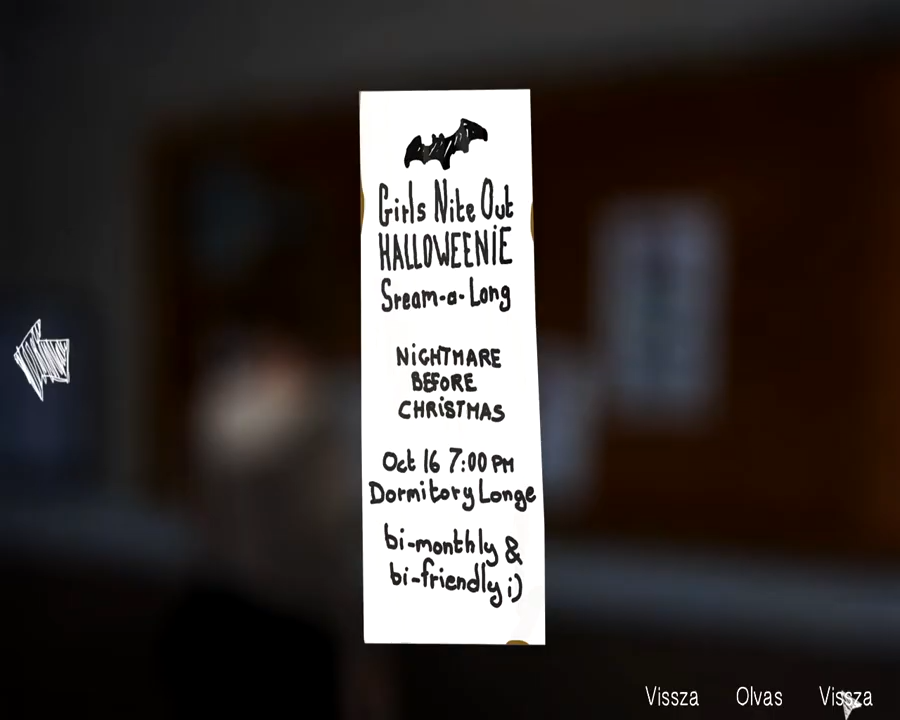 Girls Nite Out
HALLOWEENIE
Sream-a-Long
NIGHTMARE
BEFORE
CHRISTMAS
Oct 16 7:00 PM
Dormitory Longe
bi-monthly &
bi-friendly ;)
Vissza Olvas Vissza